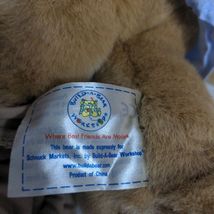 BUILD-A-BEAR
WORKSHOP
Where Best Friends Are Made
This bear is made expressly for
Schnuck Markets, Inc. by Build-A-Bear Workshop
www.buildabear.com
Product of China.